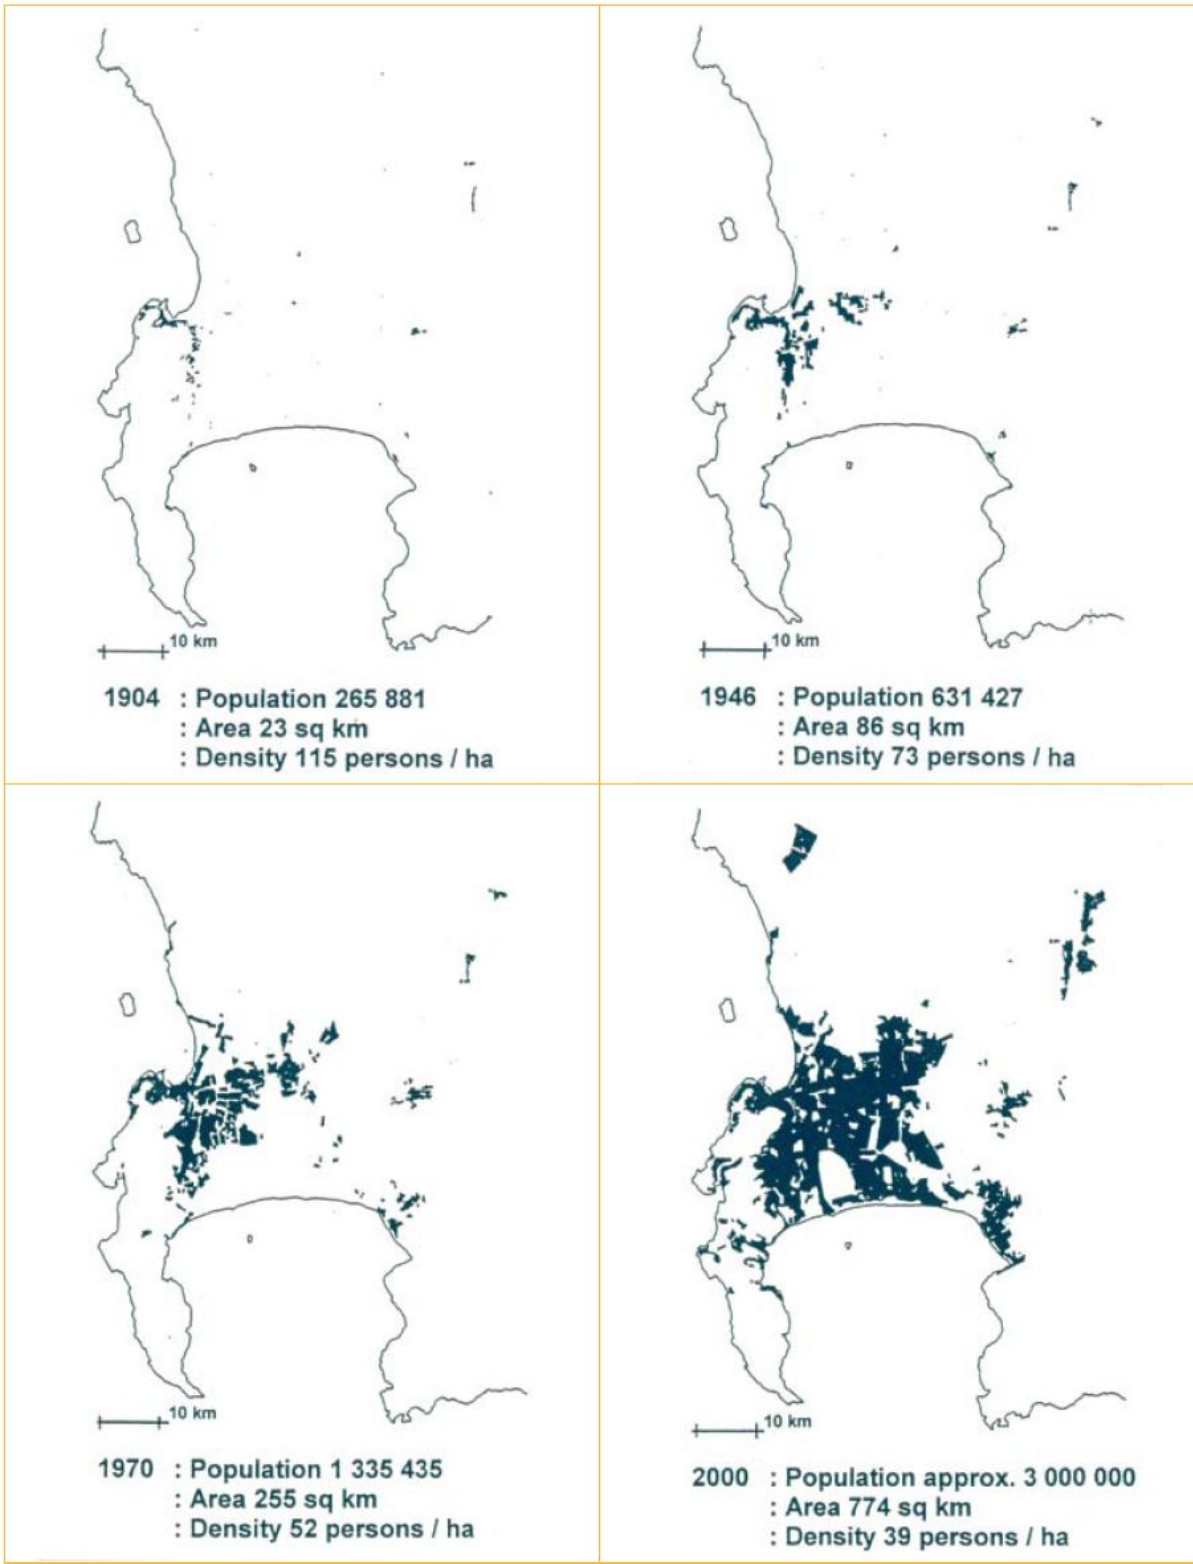 10 km
1904 : Population 265 881
: Area 23 sq km
: Density 115 persons / ha
10 km
1946 : Population 631 427
: Area 86 sq km
: Density 73 persons / ha
10 km
1970 : Population 1 335 435
: Area 255 sq km
: Density 52 persons / ha
10 km
2000 : Population approx. 3 000 000
: Area 774 sq km
: Density 39 persons / ha